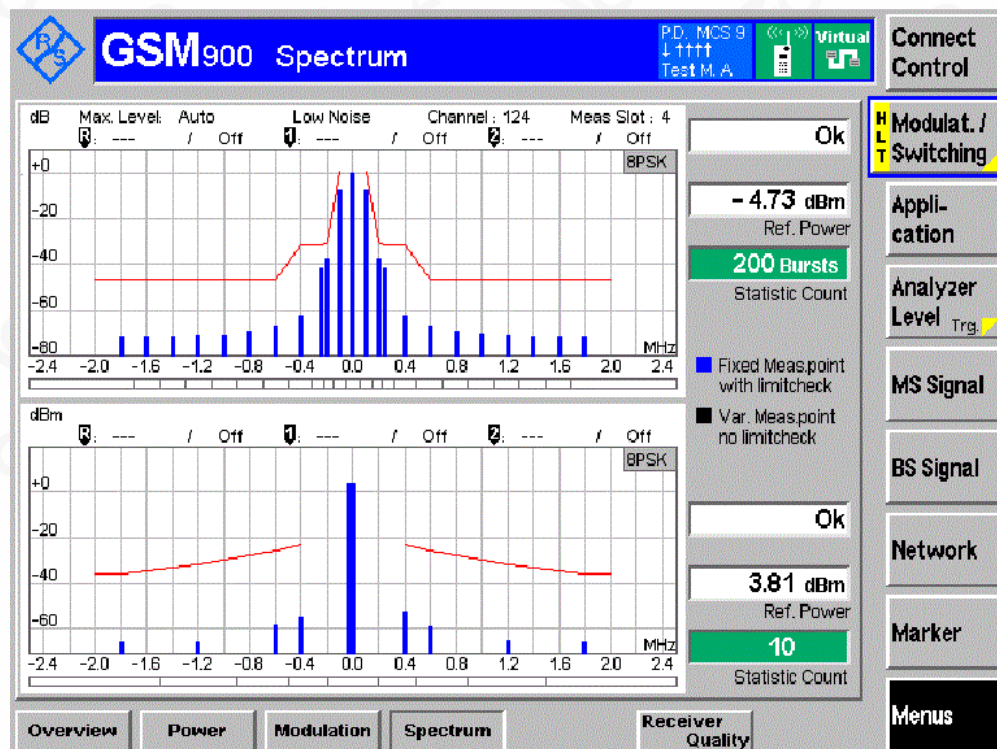 R/S
GSM900 Spectrum
P.D. MCS 9
↓ ↑↑↑↑
Test M. A
Virtual
Connect
Control
dB Max. Level: Auto Low Noise Channel : 124 Meas Slot : 4
R: --- / Off 1: --- / Off 2: --- / Off
8PSK
+0
-20
-40
-60
-80
MHz
-2.4 -2.0 -1.6 -1.2 -0.8 -0.4 0.0 0.4 0.8 1.2 1.6 2.0 2.4
Ok
- 4.73 dBm
Ref. Power
200 Bursts
Statistic Count
Fixed Meas.point
with limitcheck
Var. Meas.point
no limitcheck
dBm
R: --- / Off 1: --- / Off 2: --- / Off
8PSK
+0
-20
-40
-60
MHz
-2.4 -2.0 -1.6 -1.2 -0.8 -0.4 0.0 0.4 0.8 1.2 1.6 2.0 2.4
Ok
3.81 dBm
Ref. Power
10
Statistic Count
HLT
Modulat. /
Switching
Appli-
cation
Analyzer
Level Trg.
MS Signal
BS Signal
Network
Marker
Menus
Overview
Power
Modulation
Spectrum
Receiver
Quality